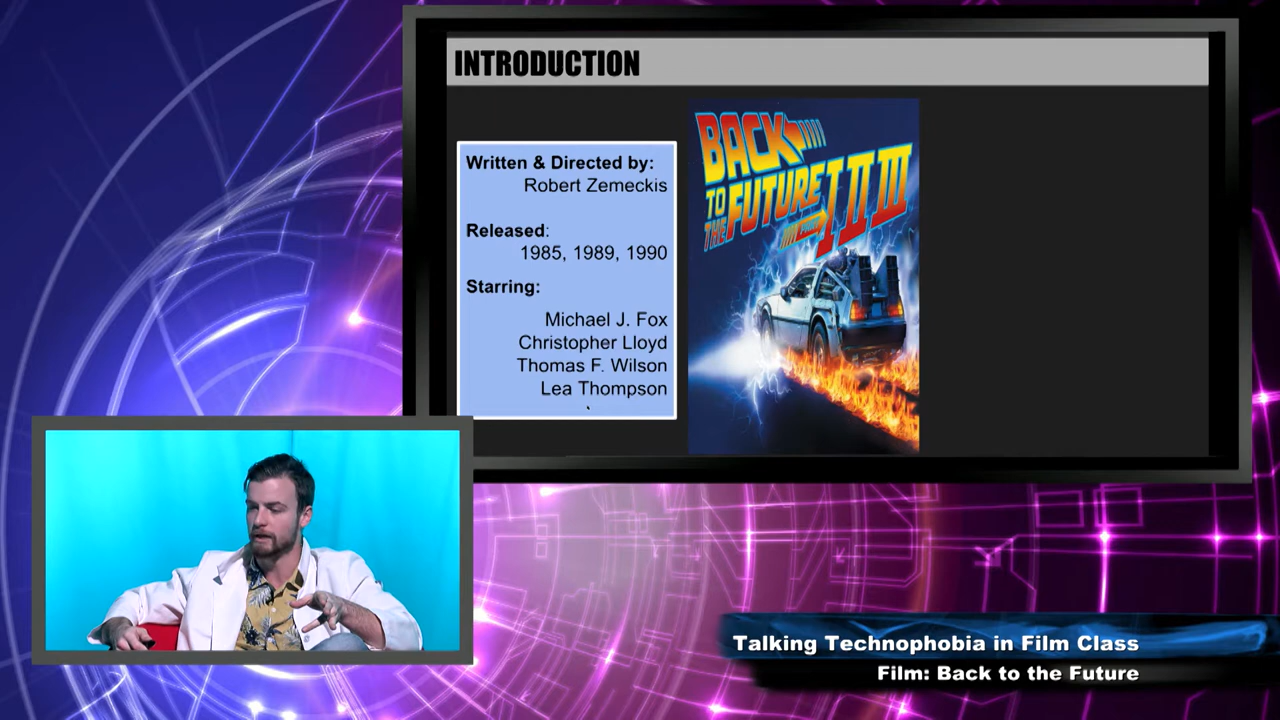 INTRODUCTION
Written & Directed by:
Robert Zemeckis
Released:
1985, 1989, 1990
Starring:
Michael J. Fox
Christopher Lloyd
Thomas F. Wilson
Lea Thompson
BACK
TO THE FUTURE I II III
Talking Technophobia in Film Class
Film: Back to the Future